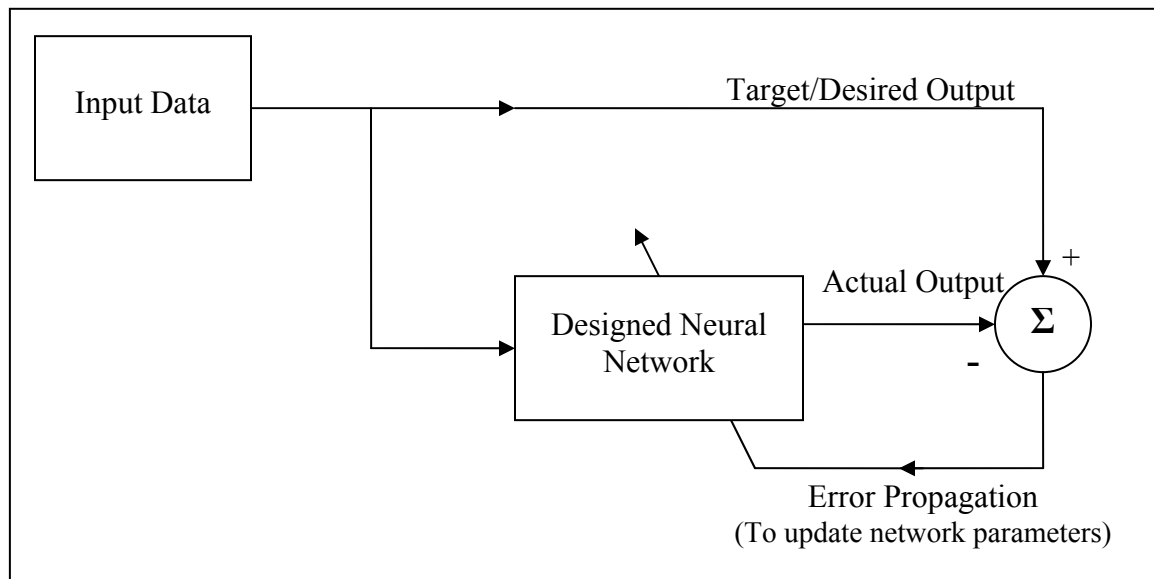 Input Data
Target/Desired Output
+
Actual Output
Σ
Designed Neural
Network
-
Error Propagation
(To update network parameters)